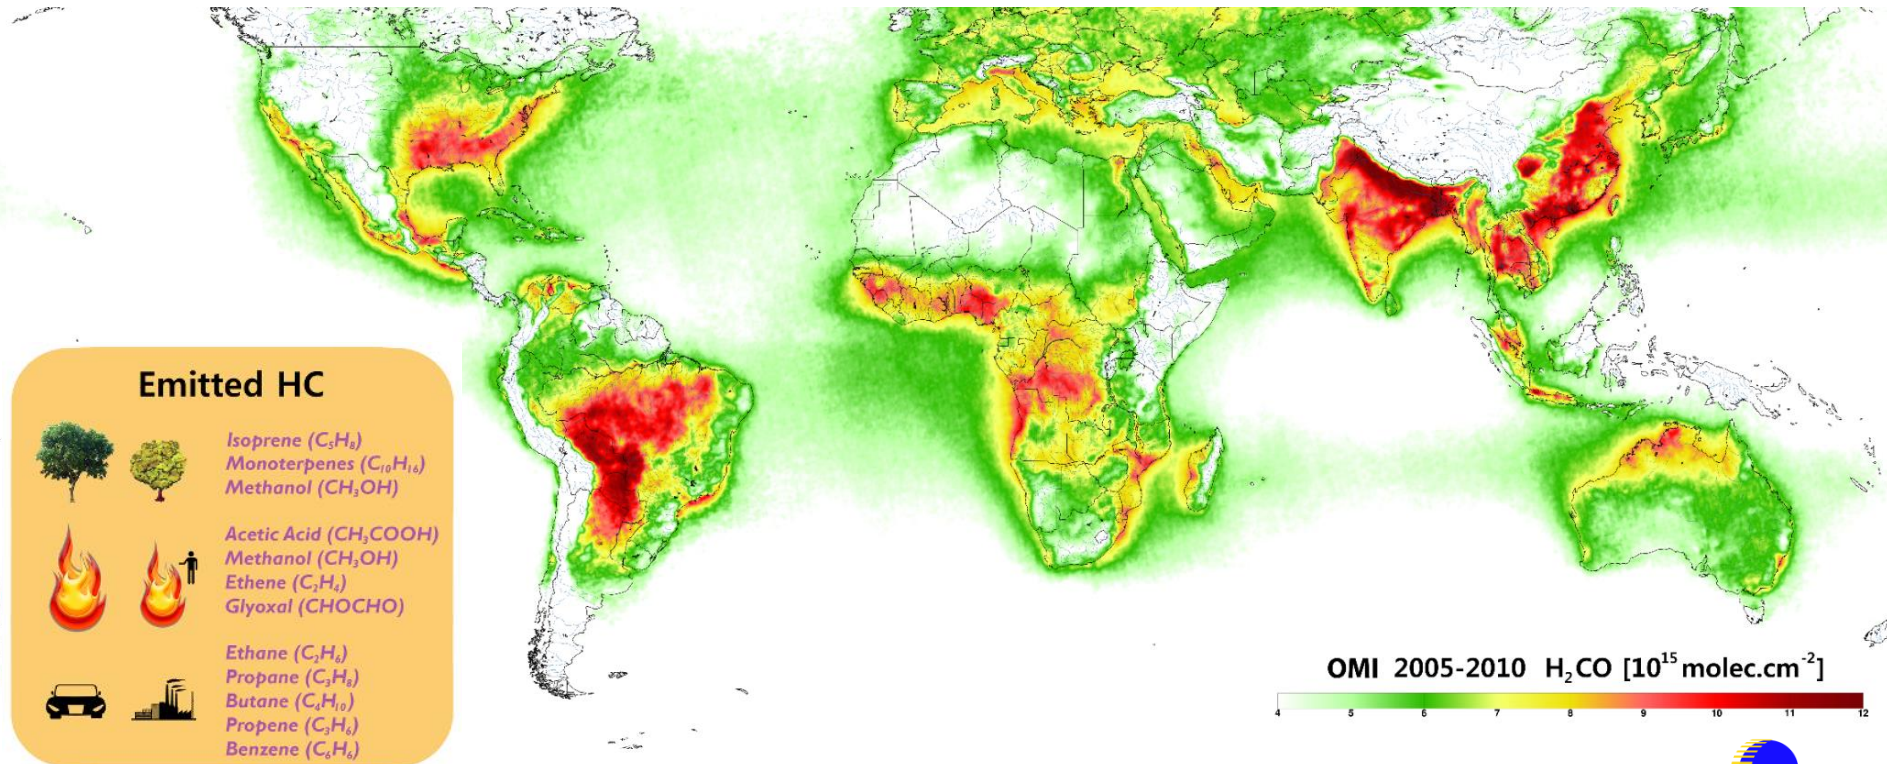 Emitted HC
Isoprene (C₅H₈)
Monoterpenes (C₁₀H₁₆)
Methanol (CH₃OH)
Acetic Acid (CH₃COOH)
Methanol (CH₃OH)
Ethene (C₂H₄)
Glyoxal (CHOCHO)
Ethane (C₂H₆)
Propane (C₃H₈)
Butane (C₄H₁₀)
Propene (C₃H₆)
Benzene (C₆H₆)
OMI 2005-2010 H₂CO [10¹⁵ molec.cm⁻²]
4 5 6 7 8 9 10 11 12